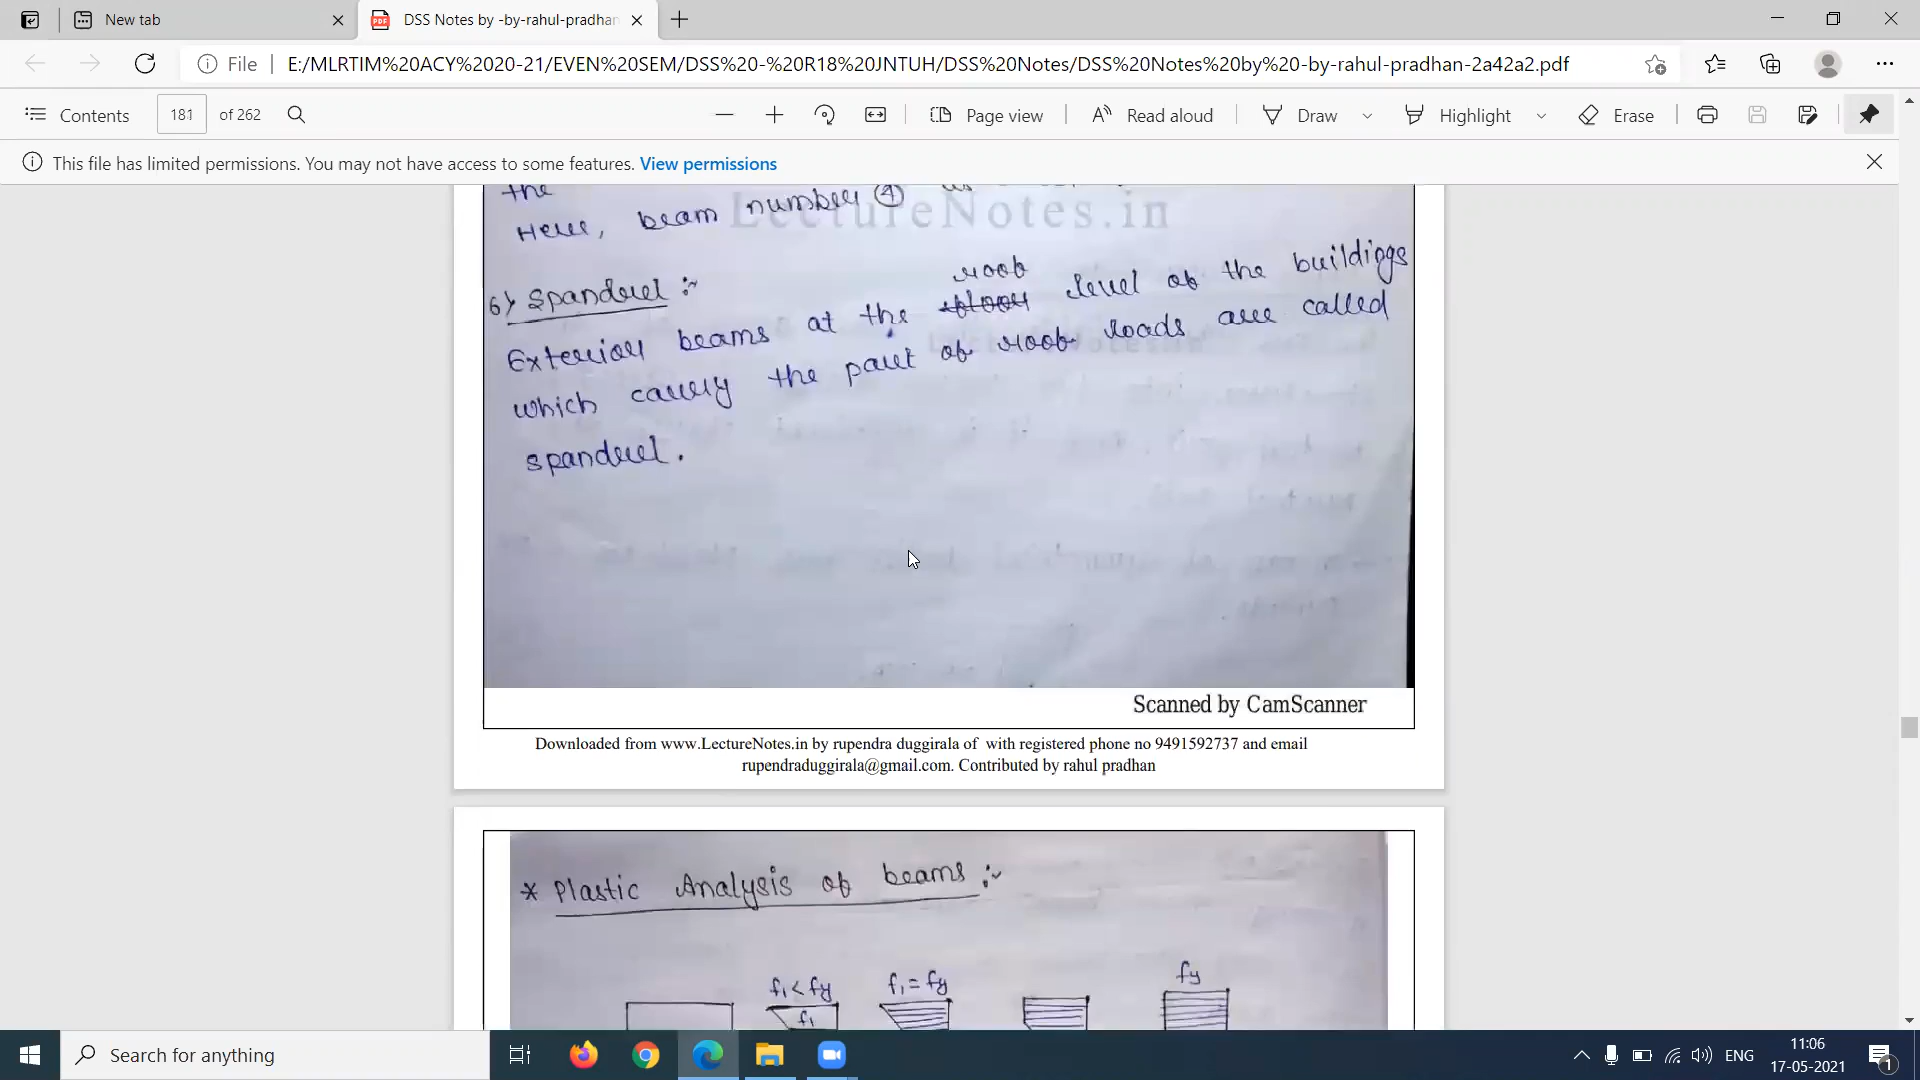 New tab
DSS Notes by -by-rahul-pradhan
File
E:/MLRTIM%20ACY%2020-21/EVEN%20SEM/DSS%20-%20R18%20JNTUH/DSS%20Notes/DSS%20Notes%20by%20-by-rahul-pradhan-2a42a2.pdf
Contents 181 of 262 Page view Read aloud Draw Highlight Erase
This file has limited permissions. You may not have access to some features. View permissions
the
LectureNotes.in
Here, beam number ④
6) Spandrel :~
roof
Exterior beams at the floor level of the buildings
which carry the part of roof loads are called
spandrel.
Scanned by CamScanner
Downloaded from www.LectureNotes.in by rupendra duggirala of with registered phone no 9491592737 and email
rupendraduggirala@gmail.com. Contributed by rahul pradhan
* Plastic Analysis of beams :~
f₁<fy f₁=fy fy
f₁
Search for anything
ENG
11:06
17-05-2021
1